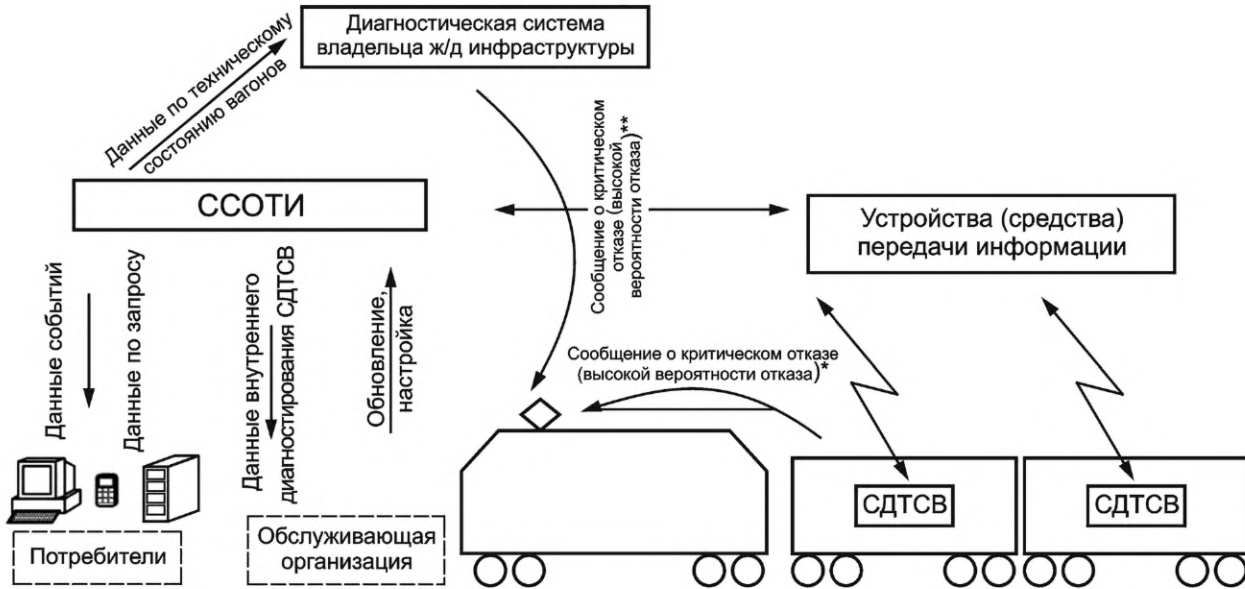 Диагностическая система
владельца ж/д инфраструктуры
Данные по техническому
состоянию вагонов
ССОТИ
Сообщение о критическом
отказе (высокой
вероятности отказа)**
Устройства (средства)
передачи информации
Данные событий
Данные по запросу
Данные внутреннего
диагностирования СДТСВ
Обновление,
настройка
Сообщение о критическом отказе
(высокой вероятности отказа)*
СДТСВ
СДТСВ
Потребители
Обслуживающая
организация